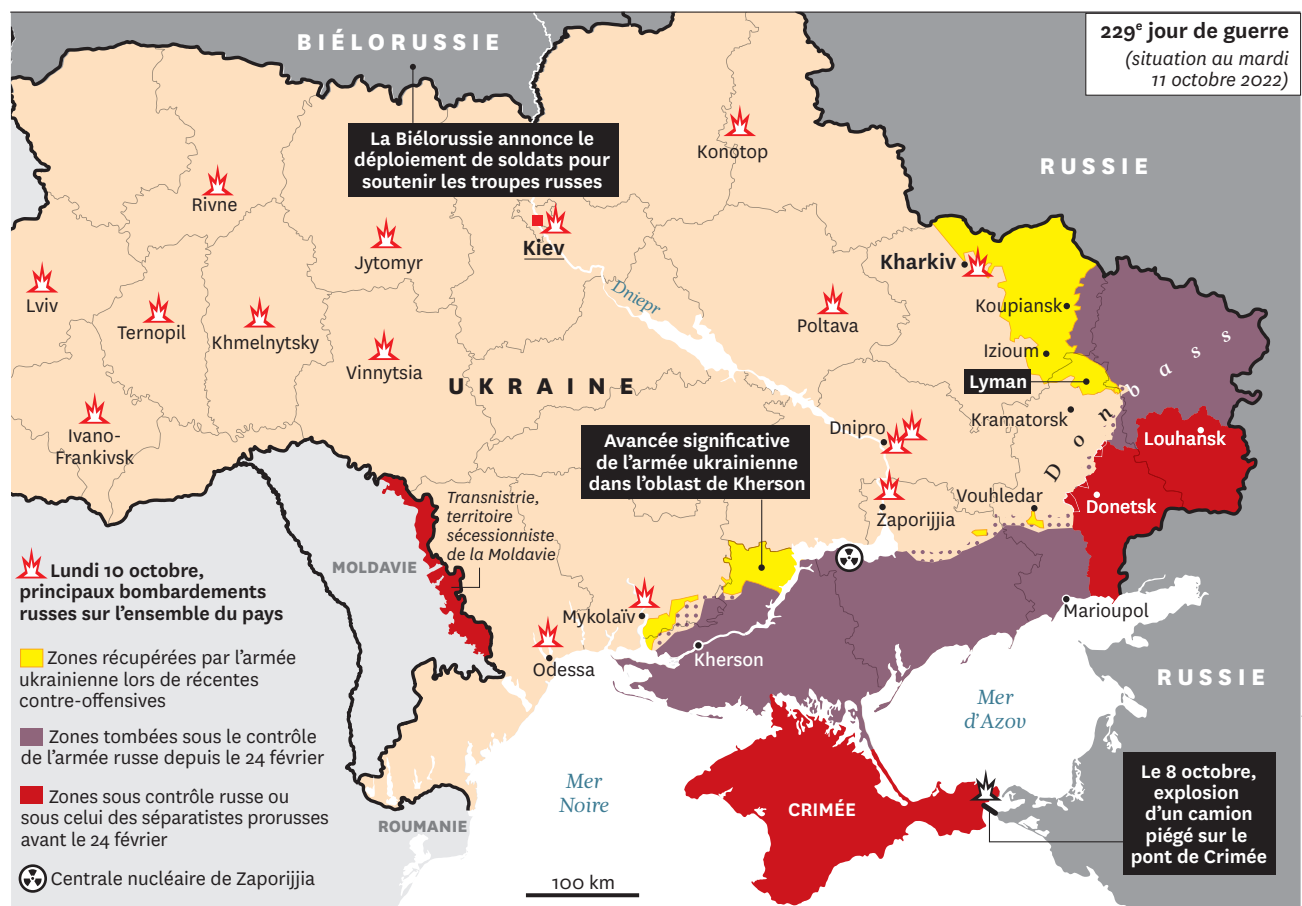 BIÉLORUSSIE
229e jour de guerre
(situation au mardi
11 octobre 2022)
La Biélorussie annonce le
déploiement de soldats pour
soutenir les troupes russes
Konotop
RUSSIE
Rivne
Kiev
Jytomyr
Kharkiv
Lviv
Ternopil
Khmelnytsky
Vinnytsia
Dniepr
Poltava
Koupiansk
Izioum
Lyman
UKRAINE
Donbass
Kramatorsk
Ivano-
Frankivsk
Dnipro
Louhansk
Avancée significative
de l’armée ukrainienne
dans l’oblast de Kherson
Vouhledar
Donetsk
Zaporijjia
Transnistrie,
territoire
sécessionniste
de la Moldavie
MOLDAVIE
Mykolaïv
Marioupol
Odessa
Kherson
RUSSIE
Mer
d’Azov
Mer
Noire
CRIMÉE
Le 8 octobre,
explosion
d’un camion
piégé sur le
pont de Crimée
ROUMANIE
100 km
Lundi 10 octobre,
principaux bombardements
russes sur l’ensemble du pays
Zones récupérées par l’armée
ukrainienne lors de récentes
contre-offensives
Zones tombées sous le contrôle
de l’armée russe depuis le 24 février
Zones sous contrôle russe ou
sous celui des séparatistes prorusses
avant le 24 février
Centrale nucléaire de Zaporijjia